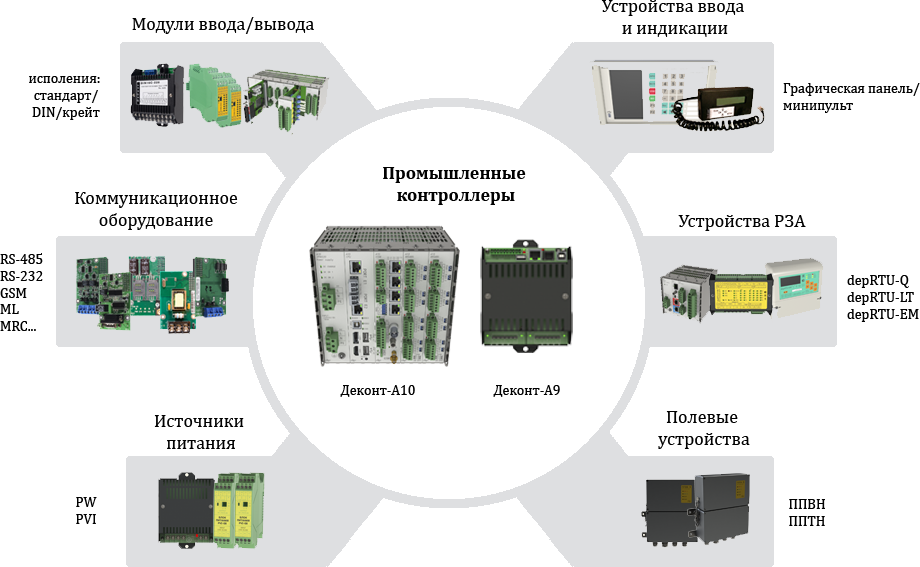 Модули ввода/вывода
исполения:
стандарт/
DIN/крейт
Устройства ввода
и индикации
Графическая панель/
минипульт
Промышленные
контроллеры
Деконт-А10
Деконт-А9
Коммуникационное
оборудование
RS-485
RS-232
GSM
ML
MRC...
Устройства РЗА
depRTU-Q
depRTU-LT
depRTU-EM
Источники
питания
PW
PVI
Полевые
устройства
ППВН
ППТН